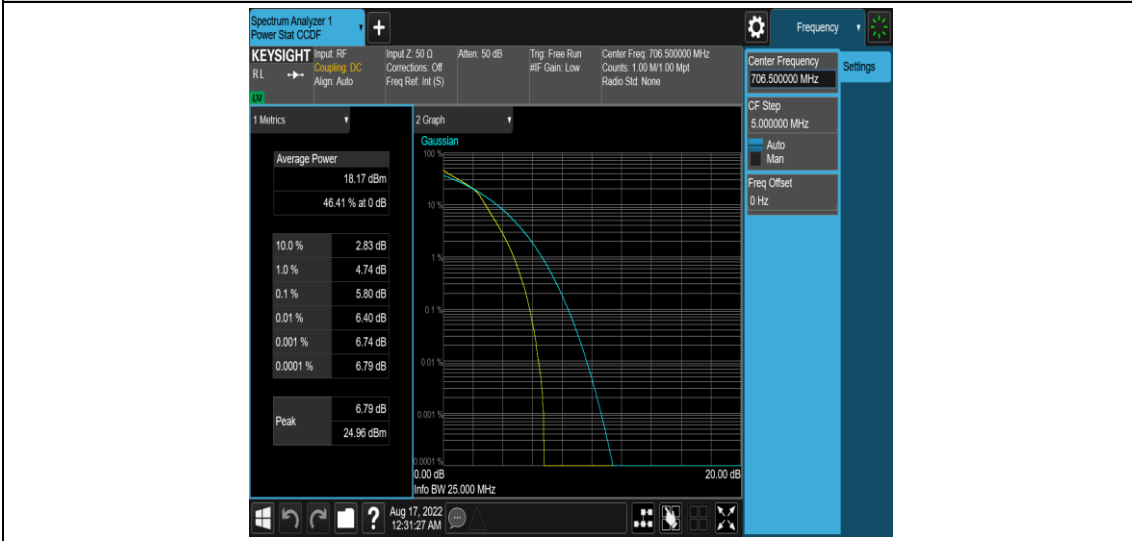 Spectrum Analyzer 1
Power Stat CCDF
Frequency
KEYSIGHT
Input: RF
Coupling: DC
Align: Auto
Input Z: 50 Ω
Corrections: Off
Freq Ref: Int (S)
Atten: 50 dB
Trig: Free Run
#IF Gain: Low
Center Freq: 706.500000 MHz
Counts: 1.00 M/1.00 Mpt
Radio Std: None
RL
Center Frequency
706.500000 MHz
Settings
CF Step
5.000000 MHz
Auto
Man
Freq Offset
0 Hz
1 Metrics
Average Power
18.17 dBm
46.41 % at 0 dB
10.0 % 2.83 dB
1.0 % 4.74 dB
0.1 % 5.80 dB
0.01 % 6.40 dB
0.001 % 6.74 dB
0.0001 % 6.79 dB
Peak
6.79 dB
24.96 dBm
2 Graph
Gaussian
100 %
10 %
1 %
0.1 %
0.01 %
0.001 %
0.0001 %
0.00 dB 20.00 dB
Info BW 25.000 MHz
?
Aug 17, 2022
12:31:27 AM